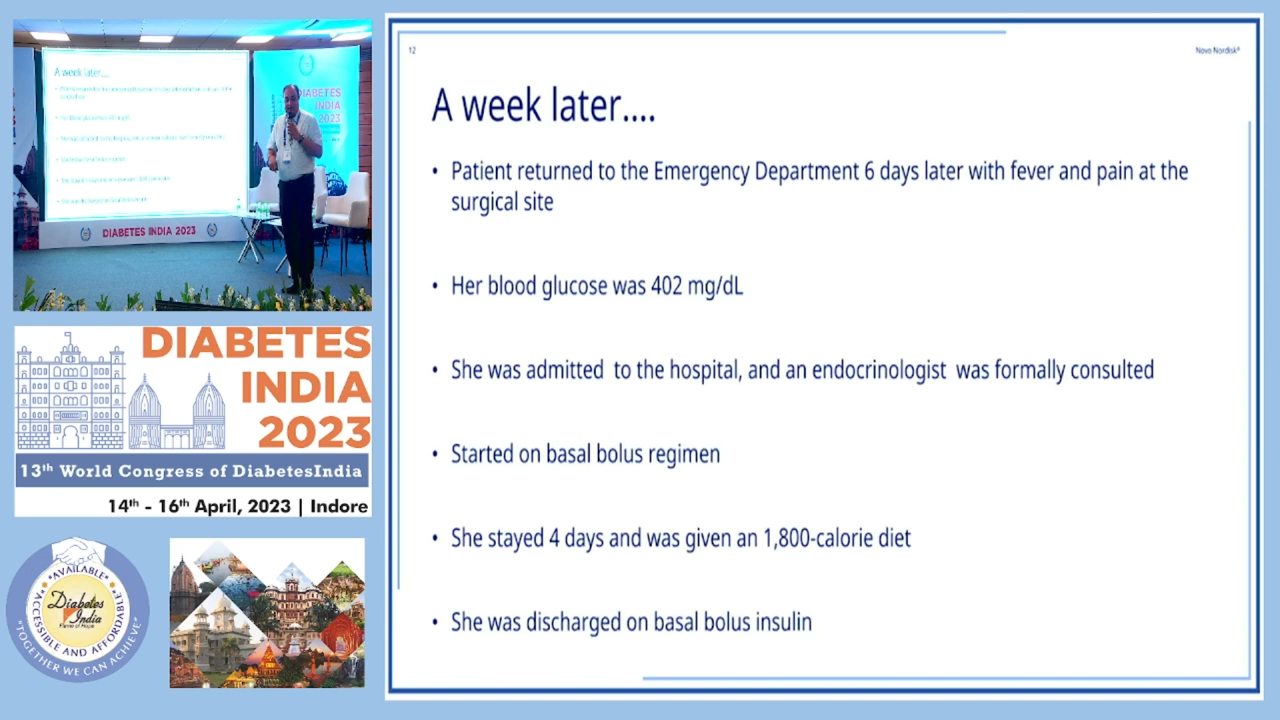 12
Novo Nordisk®
A week later....
• Patient returned to the Emergency Department 6 days later with fever and pain at the
surgical site
• Her blood glucose was 402 mg/dL
• She was admitted to the hospital, and an endocrinologist was formally consulted
• Started on basal bolus regimen
• She stayed 4 days and was given an 1,800-calorie diet
• She was discharged on basal bolus insulin
A week later....
DIABETES
INDIA
2023
DIABETES INDIA 2023
DIABETES
INDIA
2023
13th World Congress of DiabetesIndia
14th - 16th April, 2023 | Indore
*AVAILABLE*
*ACCESSIBLE AND AFFORDABLE*
Diabetes
India
"TOGETHER WE CAN ACHIEVE"